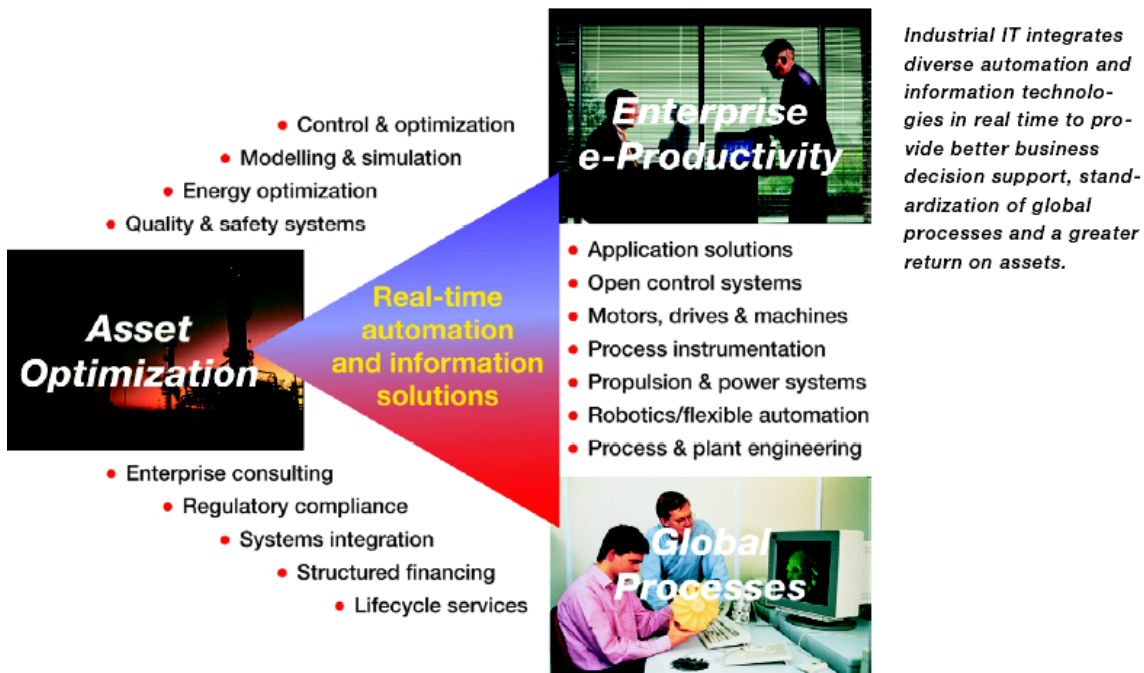 Control & optimization
Modelling & simulation
Energy optimization
Quality & safety systems
Asset
Optimization
Real-time
automation
and information
solutions
Enterprise consulting
Regulatory compliance
Systems integration
Structured financing
Lifecycle services
Enterprise
e-Productivity
Application solutions
Open control systems
Motors, drives & machines
Process instrumentation
Propulsion & power systems
Robotics/flexible automation
Process & plant engineering
Global
Processes
Industrial IT integrates
diverse automation and
information technolo-
gies in real time to pro-
vide better business
decision support, stand-
ardization of global
processes and a greater
return on assets.